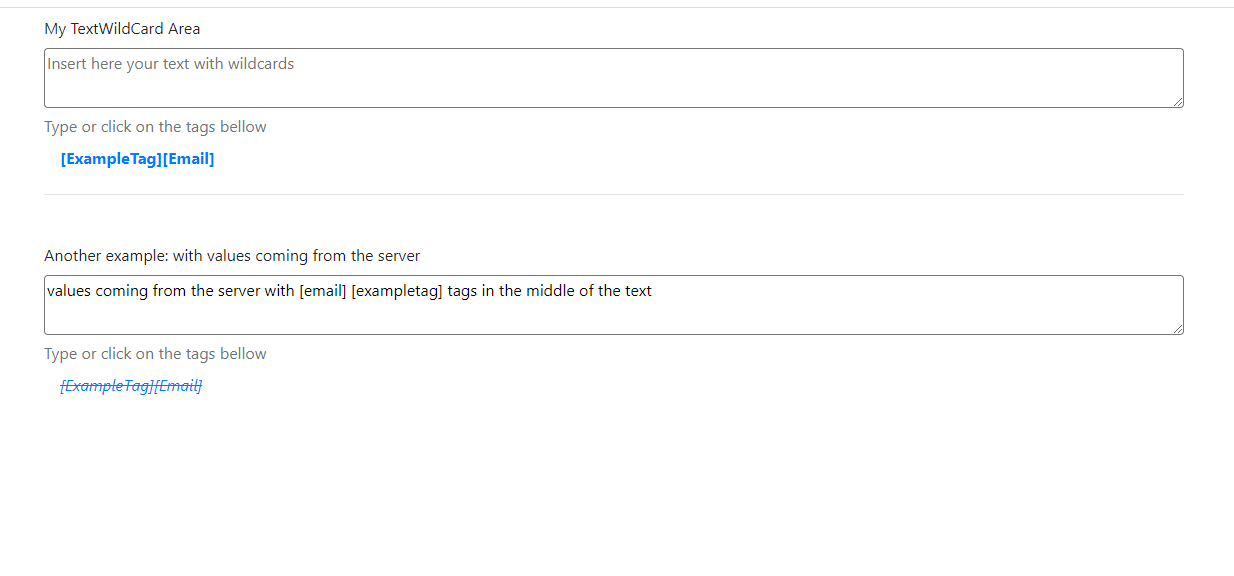 My TextWildCard Area
Insert here your text with wildcards
Type or click on the tags bellow
[ExampleTag][Email]
Another example: with values coming from the server
values coming from the server with [email] [exampletag] tags in the middle of the text
Type or click on the tags bellow
[ExampleTag][Email]